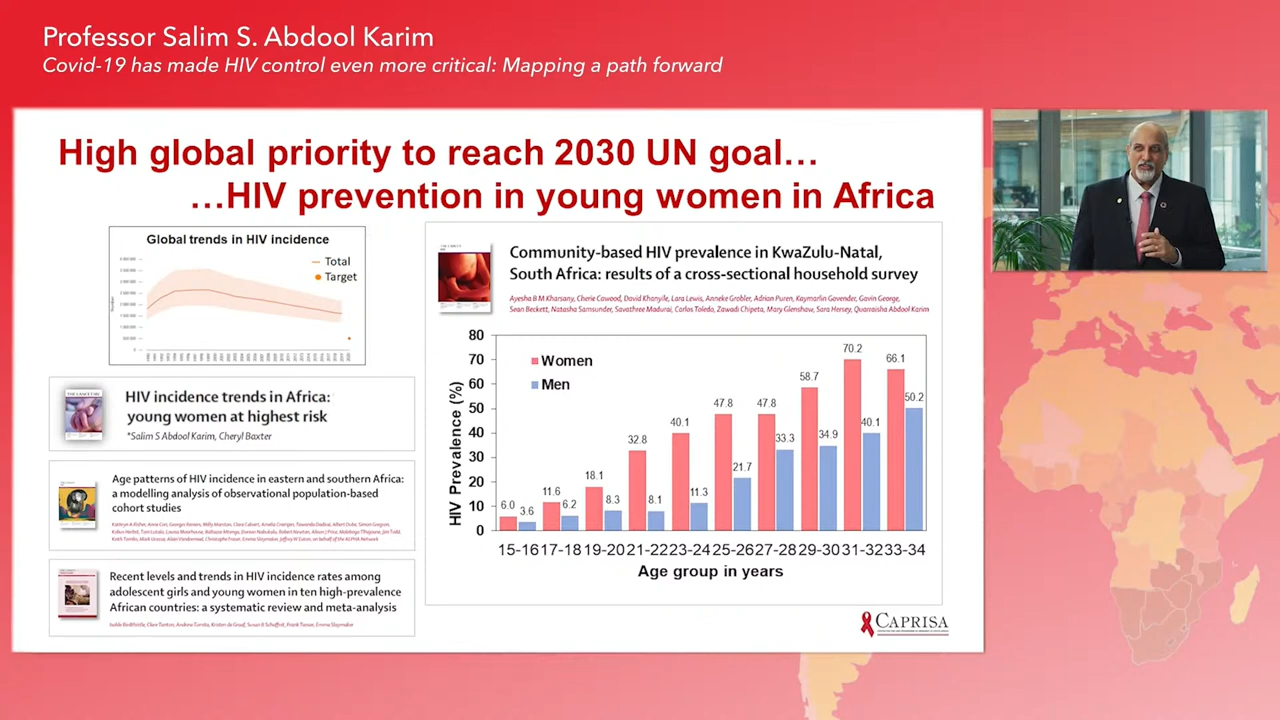 Professor Salim S. Abdool Karim
Covid-19 has made HIV control even more critical: Mapping a path forward
High global priority to reach 2030 UN goal…
…HIV prevention in young women in Africa
Global trends in HIV incidence
Total
Target
HIV incidence trends in Africa:
young women at highest risk
*Salim S Abdool Karim, Cheryl Baxter
Age patterns of HIV incidence in eastern and southern Africa:
a modelling analysis of observational population-based
cohort studies
Recent levels and trends in HIV incidence rates among
adolescent girls and young women in ten high-prevalence
African countries: a systematic review and meta-analysis
Community-based HIV prevalence in KwaZulu-Natal,
South Africa: results of a cross-sectional household survey
Ayesha B M Kharsany, Cherie Cawood, David Khanyile, Lara Lewis, Anneke Grobler, Adrian Puren, Kaymarlin Govender, Gavin George,
Sean Beckett, Natasha Samsunder, Savathree Madurai, Carlos Toledo, Zawadi Chipeta, Mary Glenshaw, Sara Hersey, Quarraisha Abdool Karim
HIV Prevalence (%)
80
70
60
50
40
30
20
10
0
Women
Men
6.0 3.6 11.6 6.2 18.1 8.3 32.8 8.1 40.1 11.3 47.8 21.7 47.8 33.3 58.7 34.9 70.2 40.1 66.1 50.2
15-16 17-18 19-20 21-22 23-24 25-26 27-28 29-30 31-32 33-34
Age group in years
CAPRISA